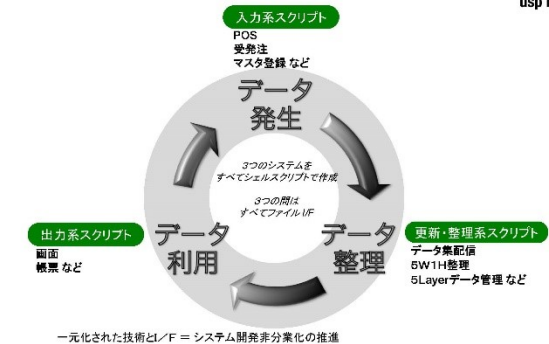 usp
入力系スクリプト
POS
受発注
マスタ登録 など
データ
発生
3つのシステムを
すべてシェルスクリプトで作成
3つの間は
すべてファイル I/F
出力系スクリプト
画面
帳票 など
データ
利用
データ
整理
更新・整理系スクリプト
データ集配信
5W1H整理
5Layerデータ管理 など
一元化された技術とI/F = システム開発非分業化の推進